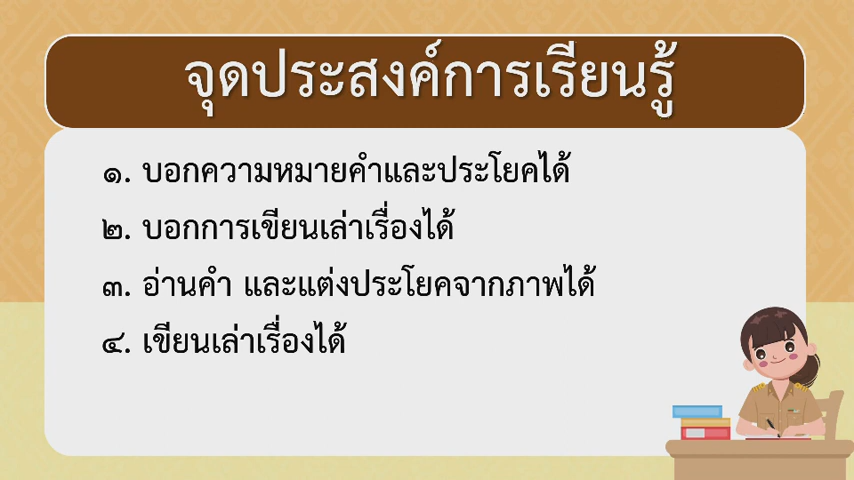 จุดประสงค์การเรียนรู้
๑. บอกความหมายคำและประโยคได้
๒. บอกการเขียนเล่าเรื่องได้
๓. อ่านคำ และแต่งประโยคจากภาพได้
๔. เขียนเล่าเรื่องได้